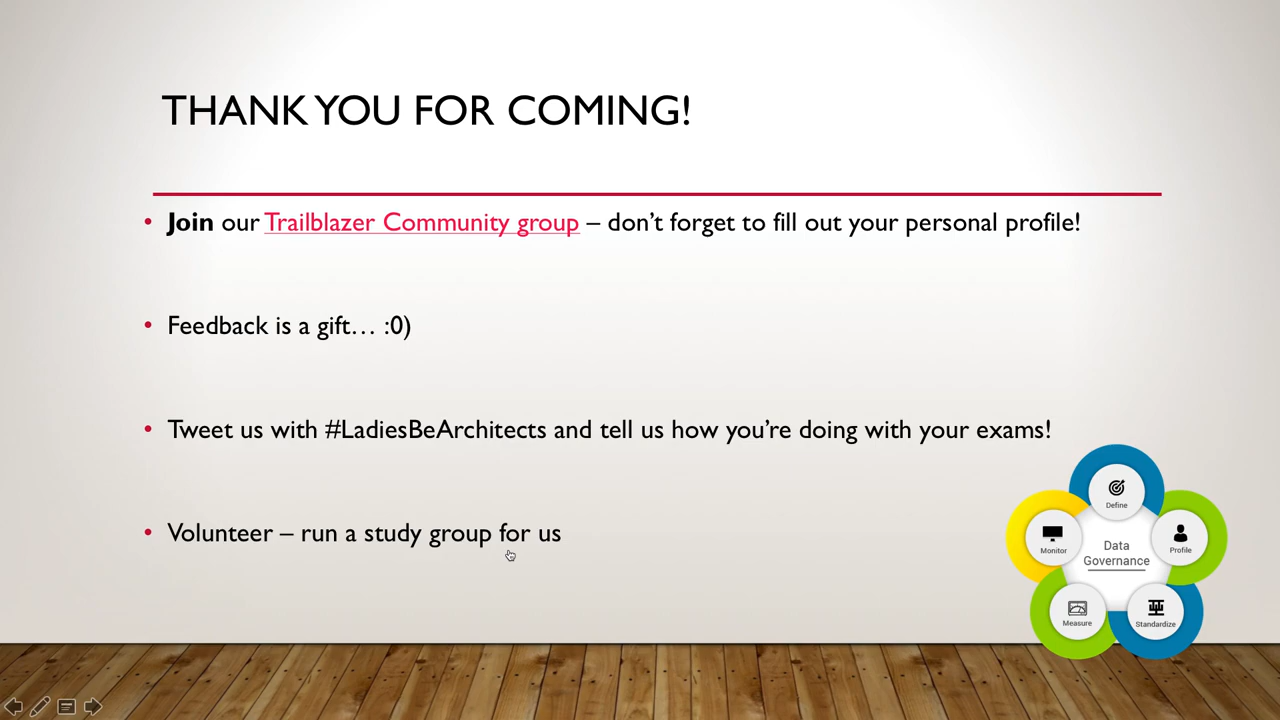 THANK YOU FOR COMING!
• Join our Trailblazer Community group – don’t forget to fill out your personal profile!
• Feedback is a gift… :0)
• Tweet us with #LadiesBeArchitects and tell us how you’re doing with your exams!
• Volunteer – run a study group for us
Define
Monitor
Data
Governance
Profile
Measure
Standardize